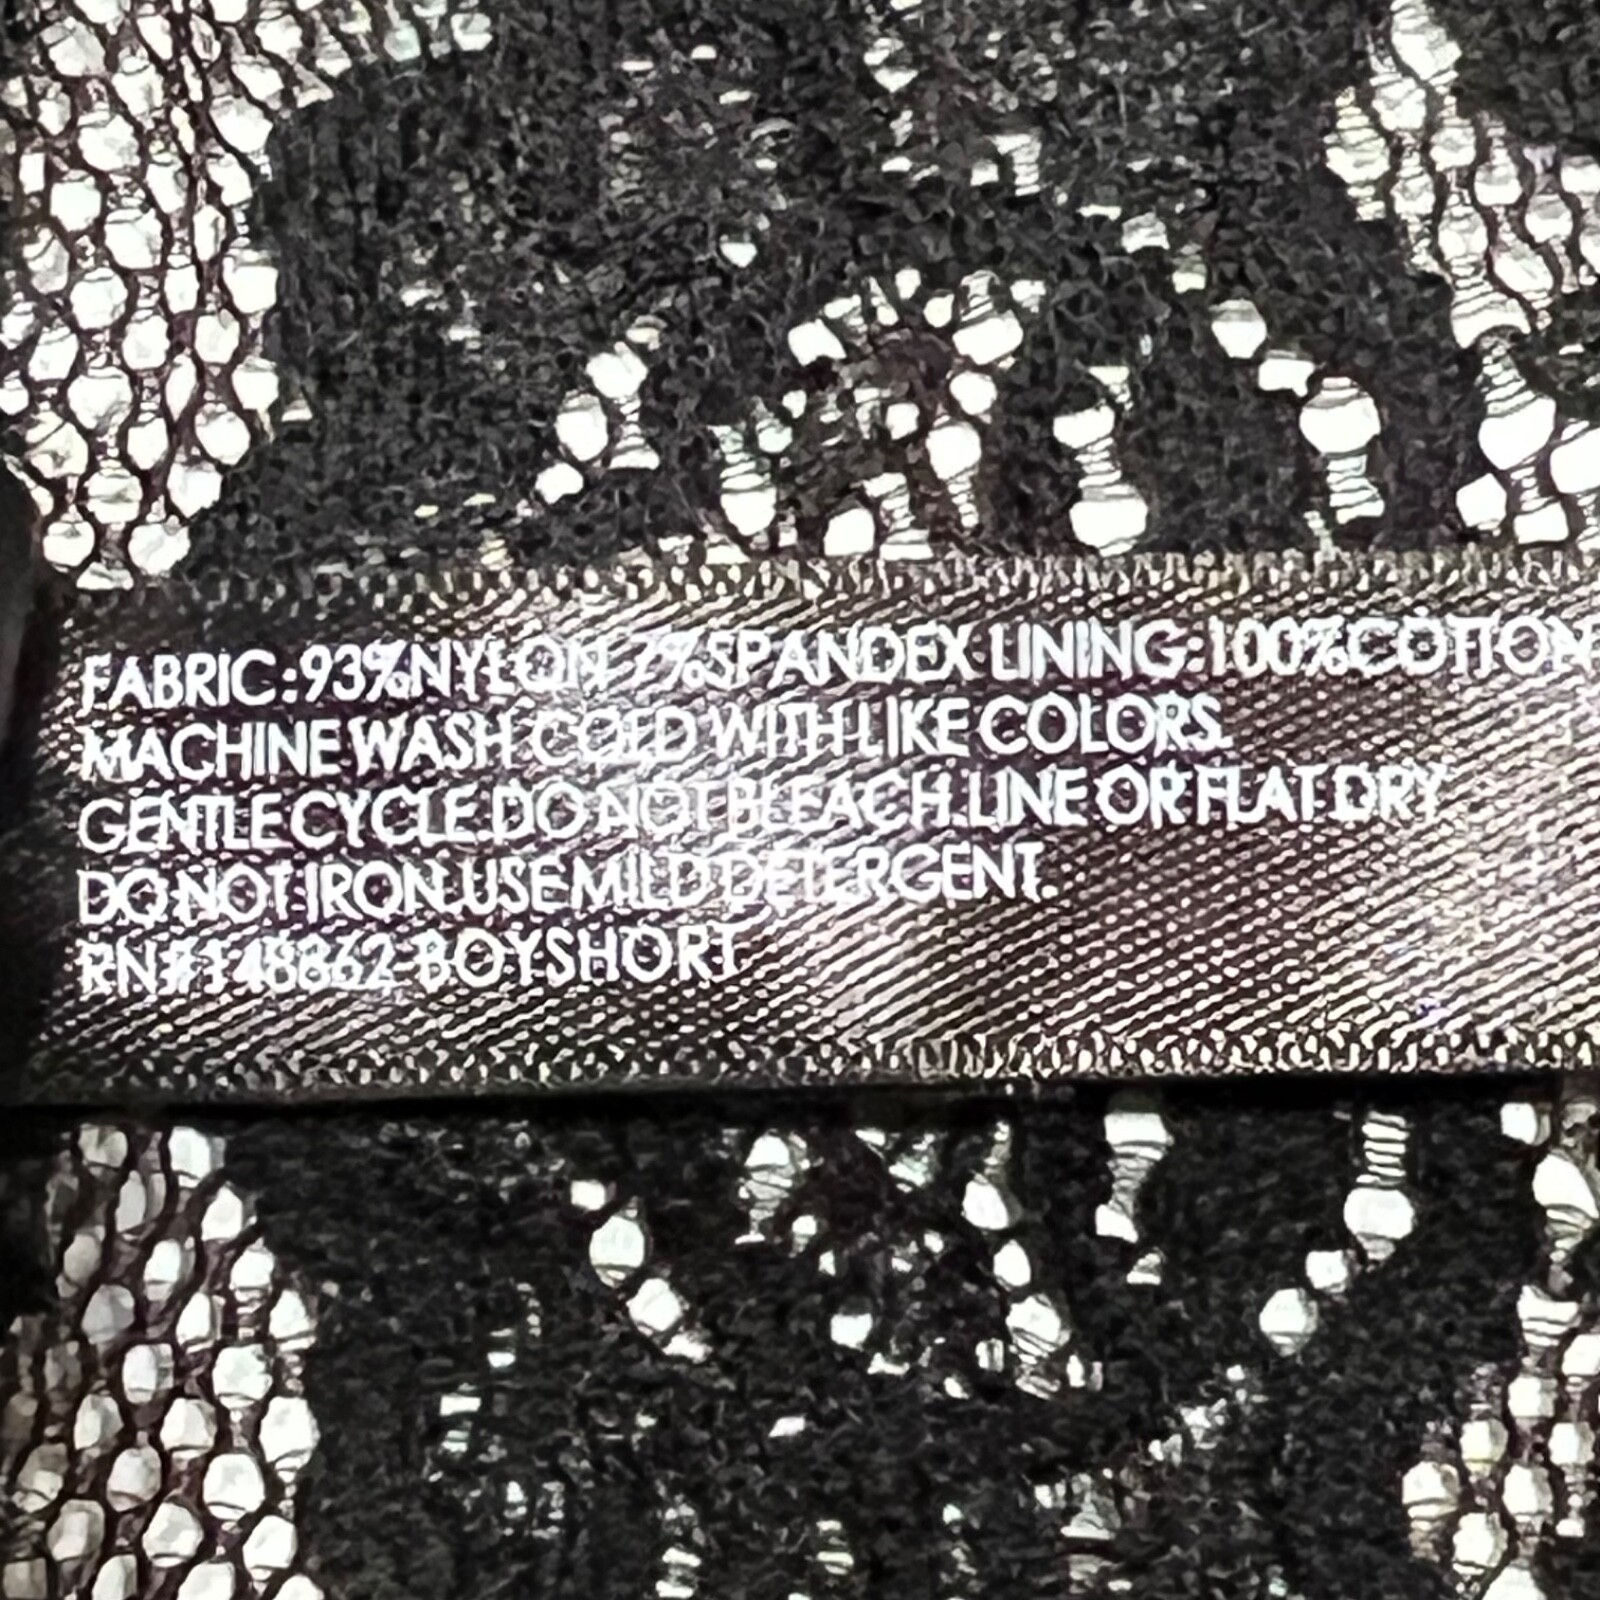 FABRIC:93%NYLON 7%SPANDEX LINING:100%COTTON
MACHINE WASH COLD WITH LIKE COLORS.
GENTLE CYCLE.DO NOT BLEACH.LINE OR FLAT DRY
DO NOT IRON.USE MILD DETERGENT.
RN#148862 BOYSHORT